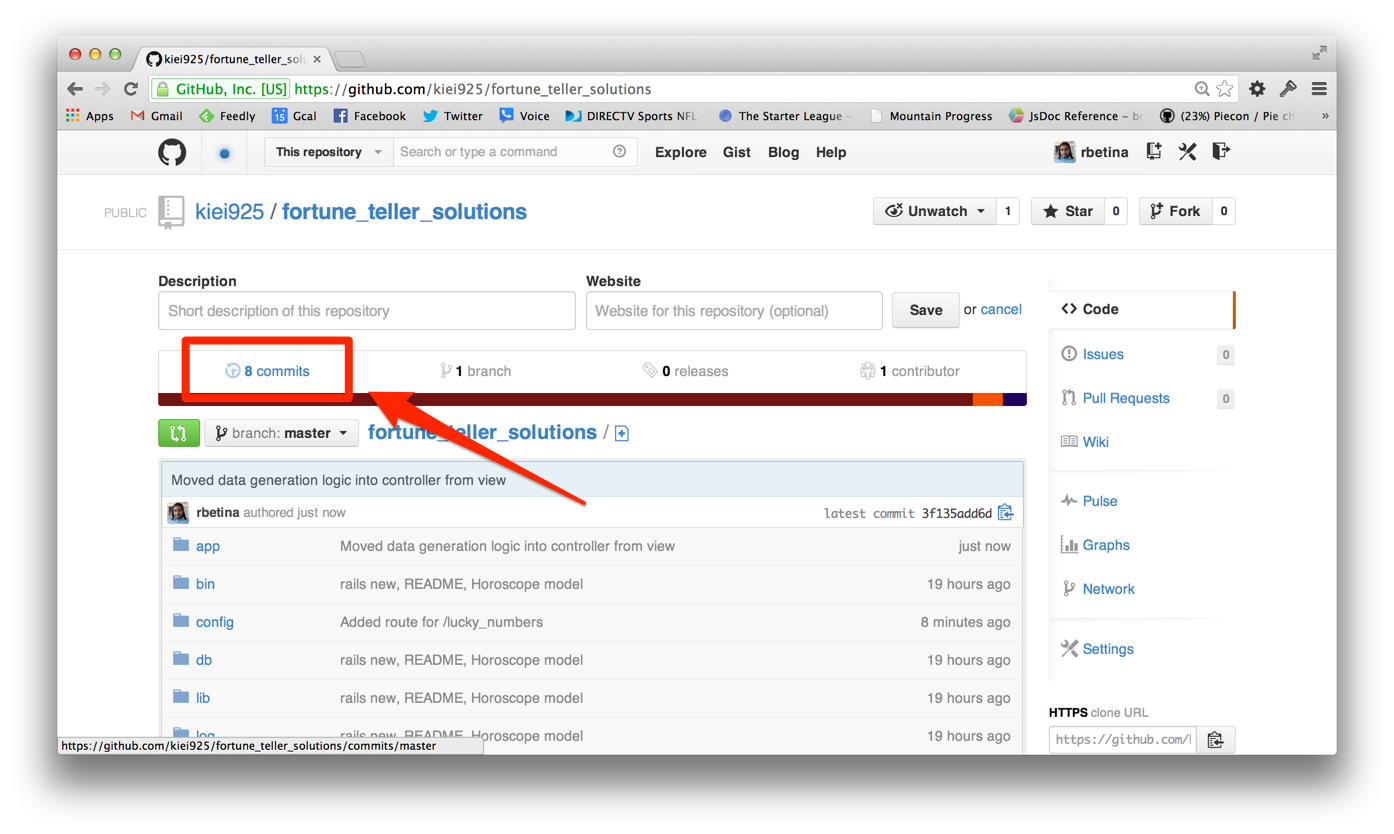 kiei925/fortune_teller_solu
GitHub, Inc. [US] https://github.com/kiei925/fortune_teller_solutions
Apps Gmail Feedly 15 Gcal Facebook Twitter Voice DIRECTV Sports NFL The Starter League - Mountain Progress JsDoc Reference – br (23%) Piecon / Pie ch »
This repository Search or type a command Explore Gist Blog Help rbetina
PUBLIC kiei925 / fortune_teller_solutions Unwatch 1 Star 0 Fork 0
Description Website
Short description of this repository Website for this repository (optional) Save or cancel
8 commits 1 branch 0 releases 1 contributor
branch: master fortune_teller_solutions /
Moved data generation logic into controller from view
rbetina authored just now latest commit 3f135add6d
app Moved data generation logic into controller from view just now
bin rails new, README, Horoscope model 19 hours ago
config Added route for /lucky_numbers 8 minutes ago
db rails new, README, Horoscope model 19 hours ago
lib rails new, README, Horoscope model 19 hours ago
log rails new, README, Horoscope model 19 hours ago
https://github.com/kiei925/fortune_teller_solutions/commits/master
Code
Issues 0
Pull Requests 0
Wiki
Pulse
Graphs
Network
Settings
HTTPS clone URL
https://github.com/